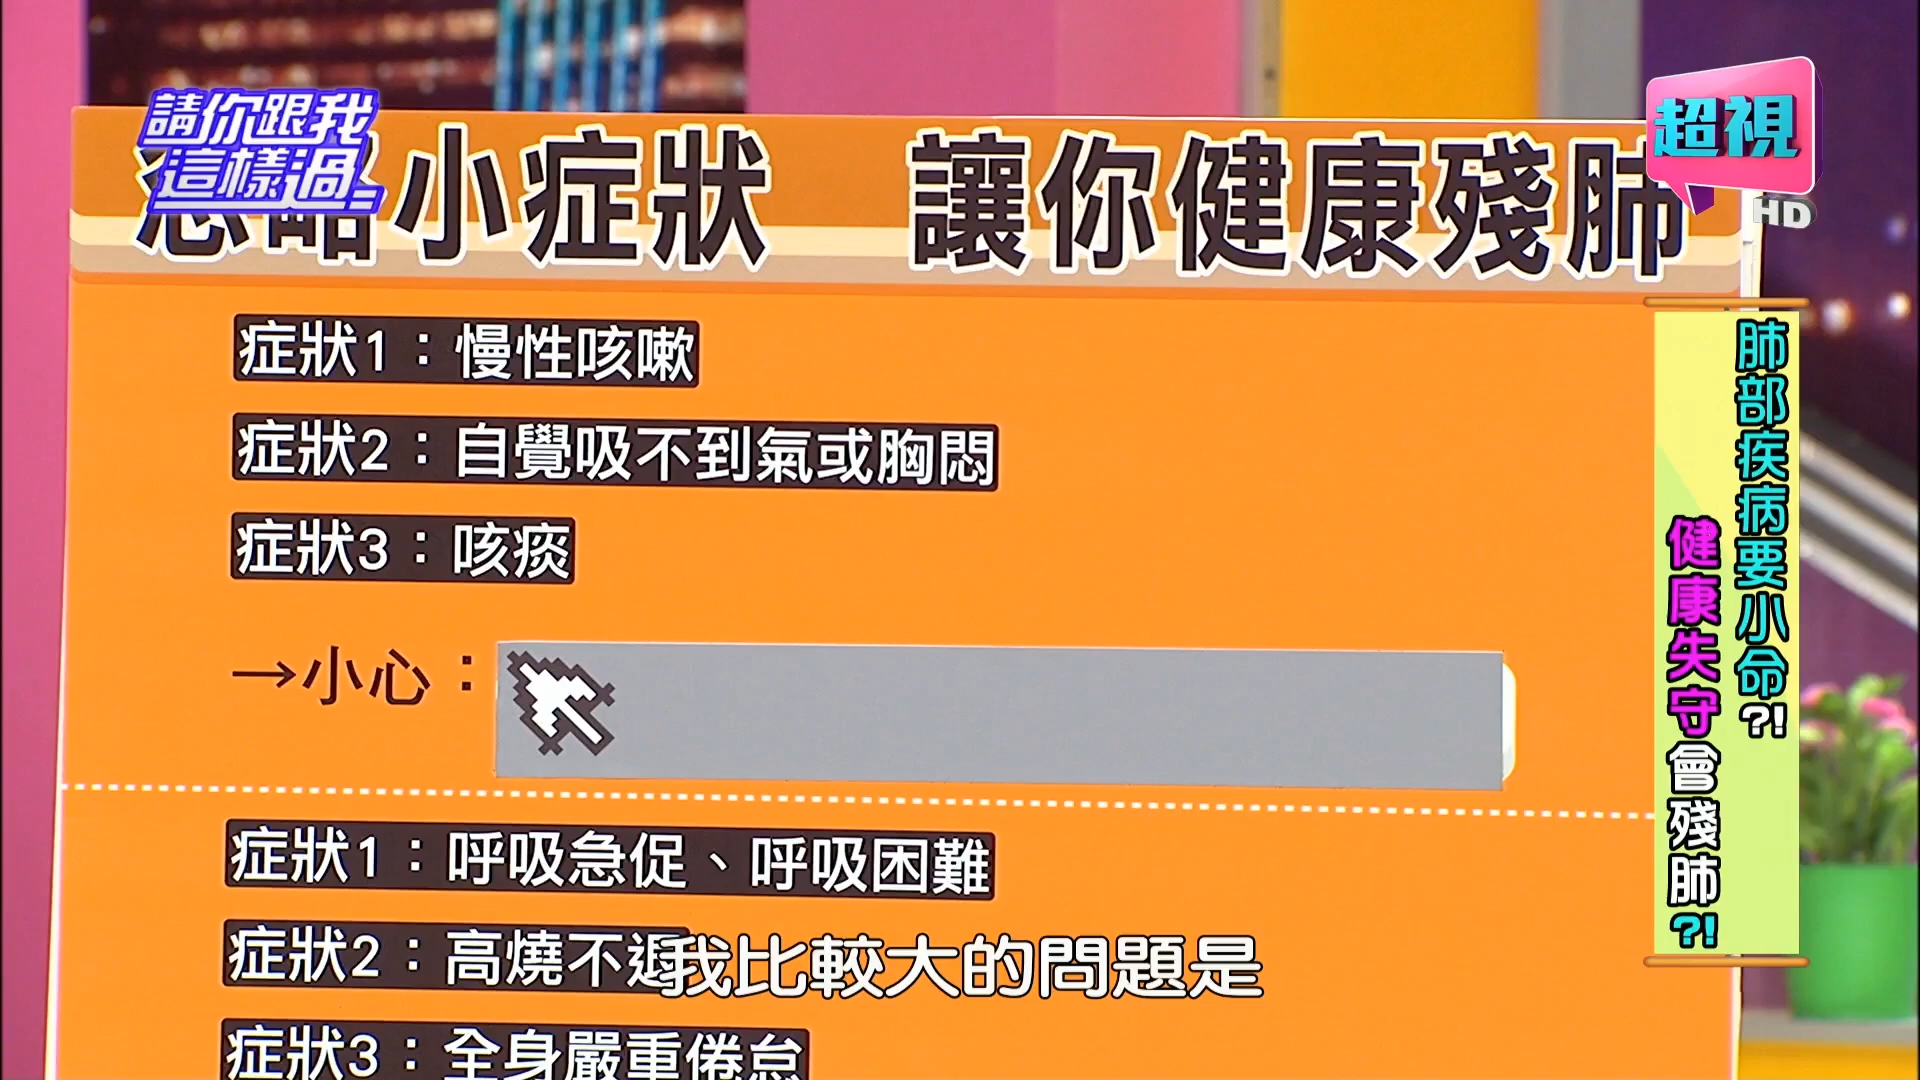 請你跟我
這樣過
超視
HD
忽略小症狀 讓你健康殘肺
症狀1：慢性咳嗽
症狀2：自覺吸不到氣或胸悶
症狀3：咳痰
→小心：
症狀1：呼吸急促、呼吸困難
症狀2：高燒不退
症狀3：全身嚴重倦怠
肺部疾病要小命?!
健康失守會殘肺?!
我比較大的問題是